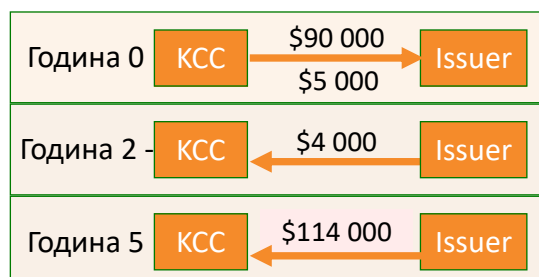 $90 000
Година 0 KCC Issuer
$5 000
Година 2 - KCC $4 000 Issuer
Година 5 KCC $114 000 Issuer